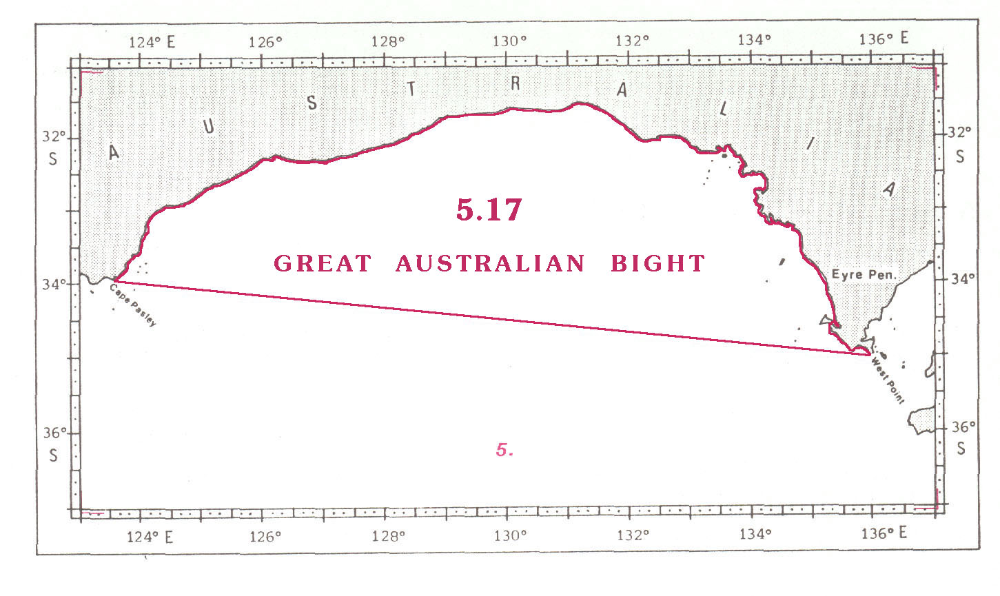 124° E 126° 128° 130° 132° 134° 136° E
A U S T R A L I A
32° S
32° S
5.17
GREAT AUSTRALIAN BIGHT
Eyre Pen.
34°
34°
Cape Pasley
West Point
36° S
36° S
5.
124° E 126° 128° 130° 132° 134° 136° E